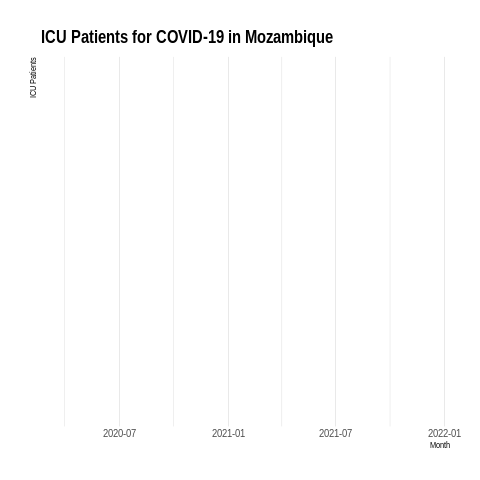 ICU Patients for COVID-19 in Mozambique
ICU Patients
2020-07 2021-01 2021-07 2022-01
Month